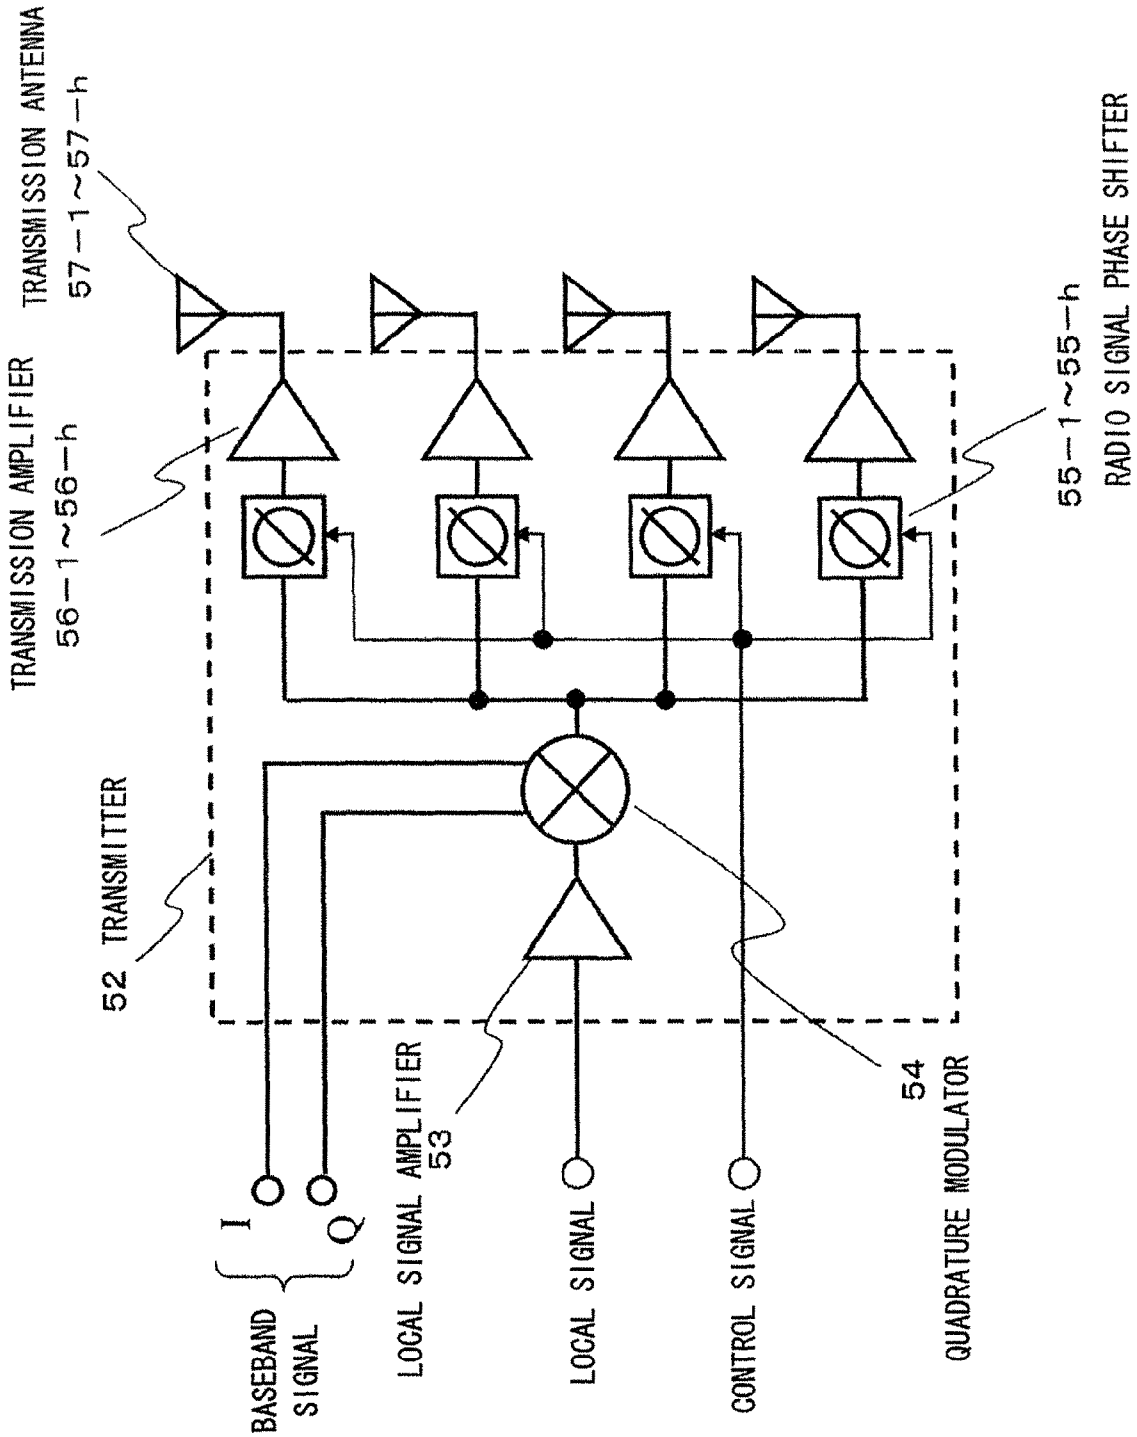 TRANSMISSION ANTENNA
57-1~57-h
TRANSMISSION AMPLIFIER
56-1~56-h
52 TRANSMITTER
I
Q
BASEBAND
SIGNAL
LOCAL SIGNAL AMPLIFIER
53
LOCAL SIGNAL
CONTROL SIGNAL
54
QUADRATURE MODULATOR
55-1~55-h
RADIO SIGNAL PHASE SHIFTER